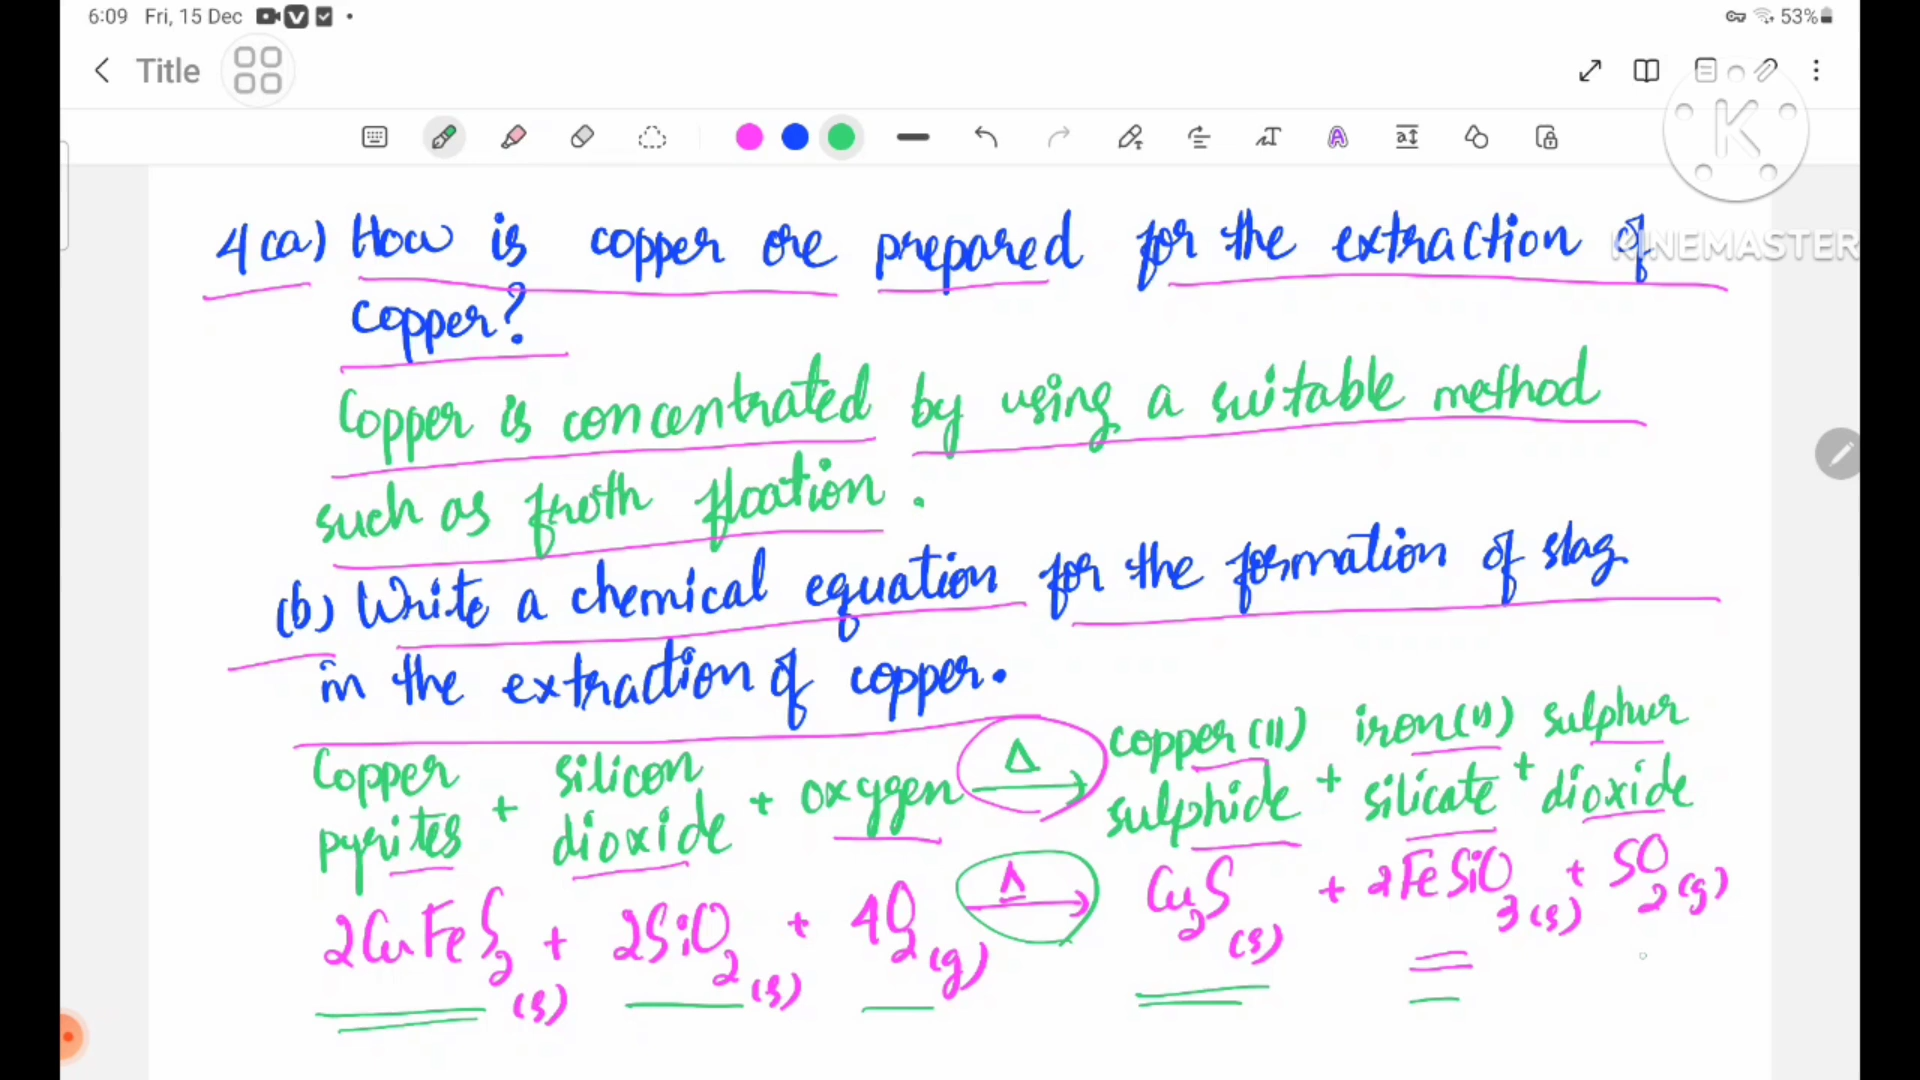 6:09 Fri, 15 Dec
53%
Title
KINEMASTER
4(a) How is copper ore prepared for the extraction of
copper?
Copper is concentrated by using a suitable method
such as froth floation.
(b) Write a chemical equation for the formation of slag
in the extraction of copper.
Copper pyrites + silicon dioxide + oxygen Δ→ copper(II) sulphide + iron(II) silicate + sulphur dioxide
2CuFeS2(s) + 2SiO2(s) + 4O2(g) Δ→ Cu2S(s) + 2FeSiO3(s) + SO2(g)